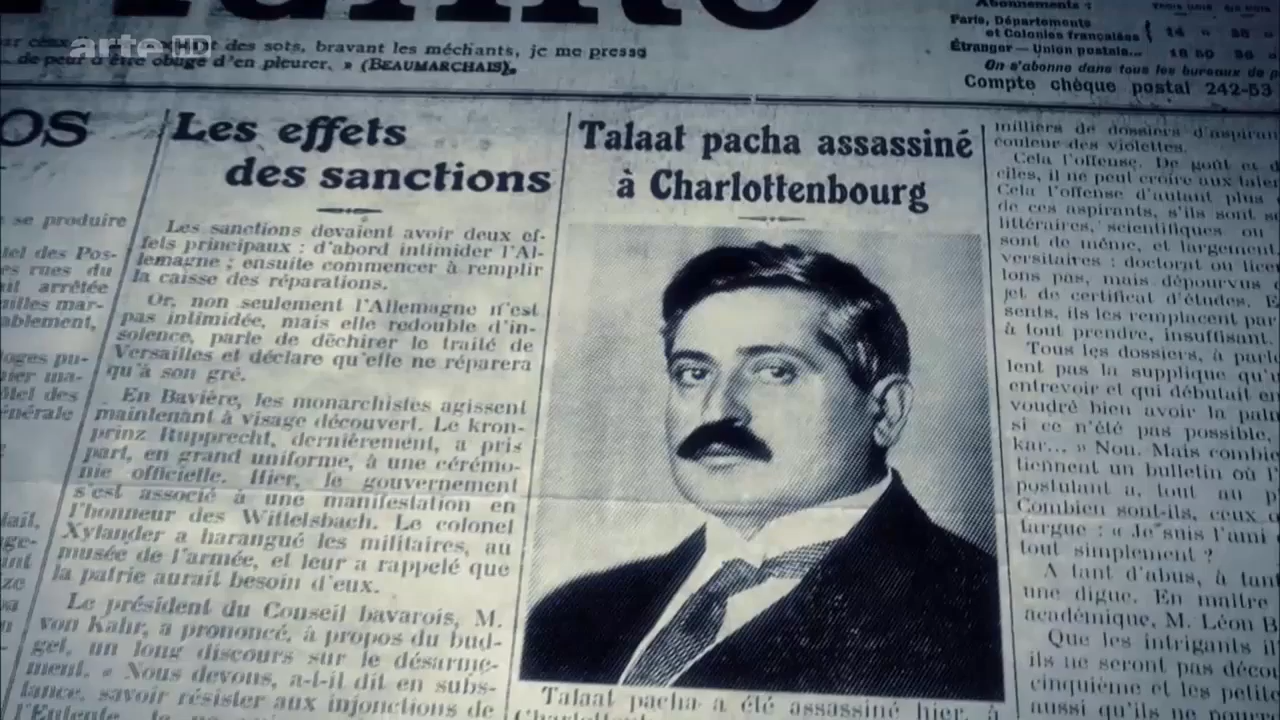 arte HD
des sots, bravant les méchants, je me presse
de peur d'être obligé d'en pleurer. » (BEAUMARCHAIS).
Abonnements :
Paris, Départements
et Colonies françaises
Étranger — Union postale...
18 50
On s'abonne dans tous les bureaux de
Compte chèque postal 242-53
OS
se produire
Les effets
des sanctions
Les sanctions devaient avoir deux ef-
fets principaux : d'abord intimider l'Al-
lemagne ; ensuite commencer à remplir
la caisse des réparations.
Or, non seulement l'Allemagne n'est
pas intimidée, mais elle redouble d'in-
solence, parle de déchirer le traité de
Versailles et déclare qu'elle ne réparera
qu'à son gré.
En Bavière, les monarchistes agissent
maintenant à visage découvert. Le kron-
prinz Rupprecht, dernièrement, a pris
part, en grand uniforme, à une cérémo-
nie officielle. Hier, le gouvernement
s'est associé à une manifestation en
l'honneur des Wittelsbach. Le colonel
Xylander a harangué les militaires, au
musée de l'armée, et leur a rappelé que
la patrie aurait besoin d'eux.
Le président du Conseil bavarois, M.
von Kahr, a prononcé, à propos du bud-
get, un long discours sur le désarme-
ment. « Nous devons, a-t-il dit en subs-
tance, savoir résister aux injonctions de
l'Entente
Talaat pacha assassiné
à Charlottenbourg
Talaat pacha a été assassiné hier, à
milliers de dossiers d'aspirant
couleur des violettes.
Cela l'offense. De goût et
ciles, il ne peut croire aux
Cela l'offense d'autant plus
de ces aspirants, s'ils sont
littéraires, scientifiques ou
sont de même, et largement
versitaires : doctorat ou
lons pas, mais dépourvus
jet de certificat d'études.
sents, ils les remplacent par
à tout prendre, insuffisant.
Tous les dossiers, à
lent pas la supplique qu'
entrevoir et qui débutait
voudré bien avoir la
si ce n'été pas possible,
kar... » Non. Mais
tiennent un bulletin où
postulant a, tout au
Combien sont-ils, ceux
targue : « Je suis l'ami
tout simplement ?
A tant d'abus, à
une digue. En maître
académique, M. Léon
Que les intrigants
ils ne seront pas
cinquième et les
aussi qu'ils ne